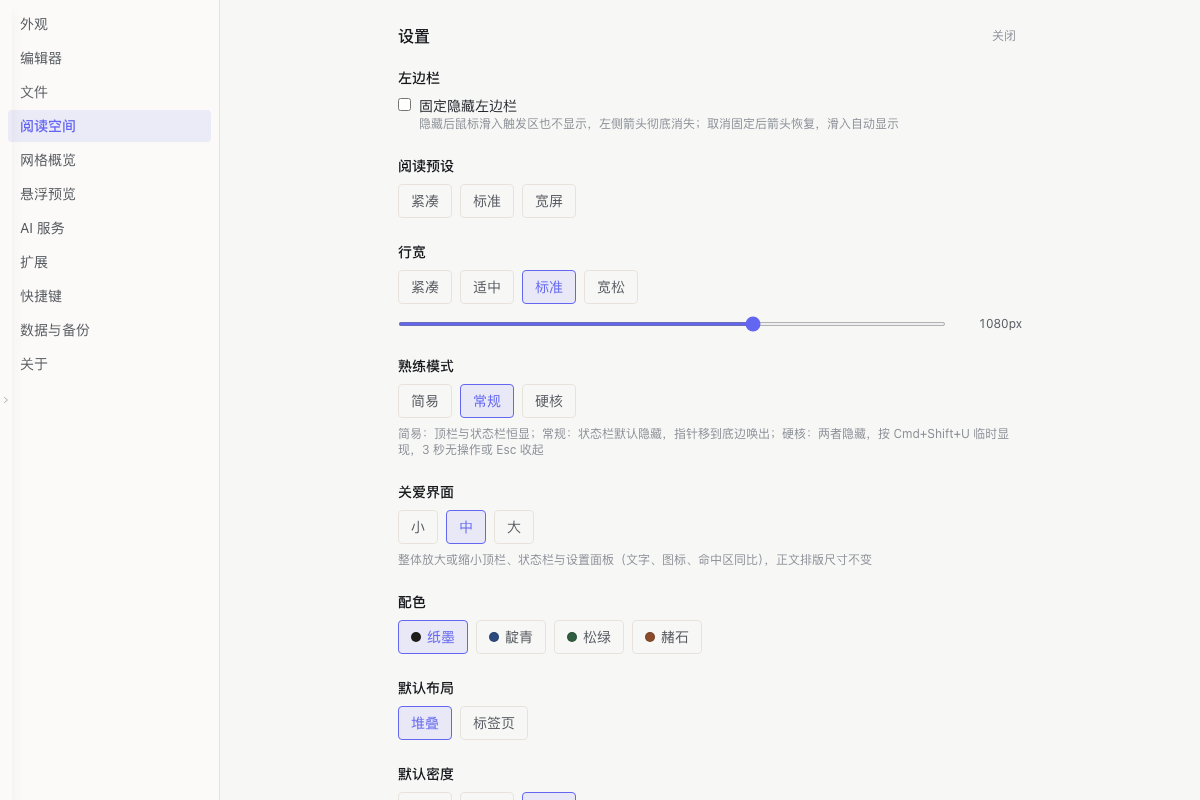 外观
编辑器
文件
阅读空间
网格概览
悬浮预览
AI 服务
扩展
快捷键
数据与备份
关于
设置
关闭
左边栏
固定隐藏左边栏
隐藏后鼠标滑入触发区也不显示，左侧箭头彻底消失；取消固定后箭头恢复，滑入自动显示
阅读预设
紧凑 标准 宽屏
行宽
紧凑 适中 标准 宽松
1080px
熟练模式
简易 常规 硬核
简易：顶栏与状态栏恒显；常规：状态栏默认隐藏，指针移到底边唤出；硬核：两者隐藏，按 Cmd+Shift+U 临时显
现，3 秒无操作或 Esc 收起
关爱界面
小 中 大
整体放大或缩小顶栏、状态栏与设置面板（文字、图标、命中区同比），正文排版尺寸不变
配色
纸墨 靛青 松绿 赭石
默认布局
堆叠 标签页
默认密度